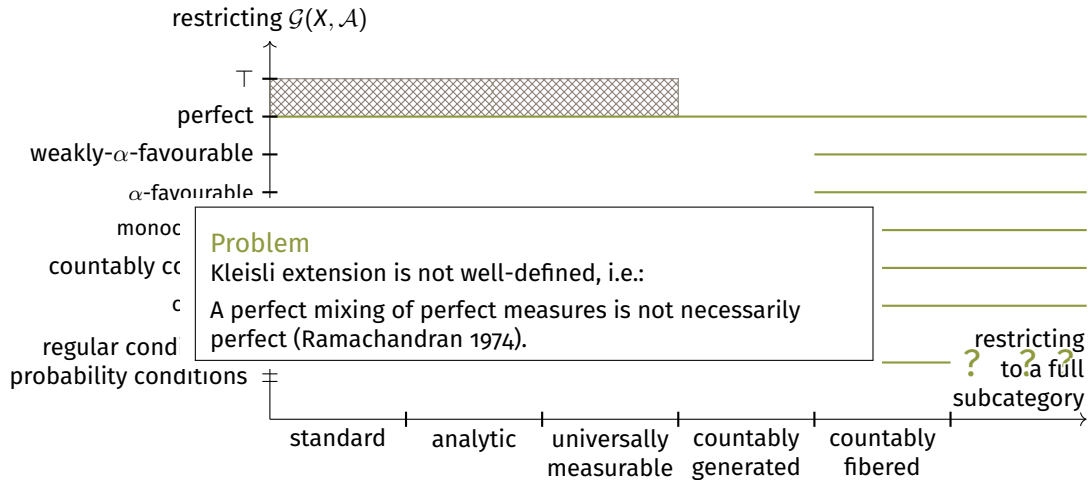 restricting 𝒢(X, 𝒜)
⊤
perfect
weakly-α-favourable
α-favourable
monoc
countably co
c
regular cond
probability conditions
Problem
Kleisli extension is not well-defined, i.e.:
A perfect mixing of perfect measures is not necessarily
perfect (Ramachandran 1974).
restricting
? ? ?
to a full
subcategory
standard
analytic
universally
measurable
countably
generated
countably
fibered